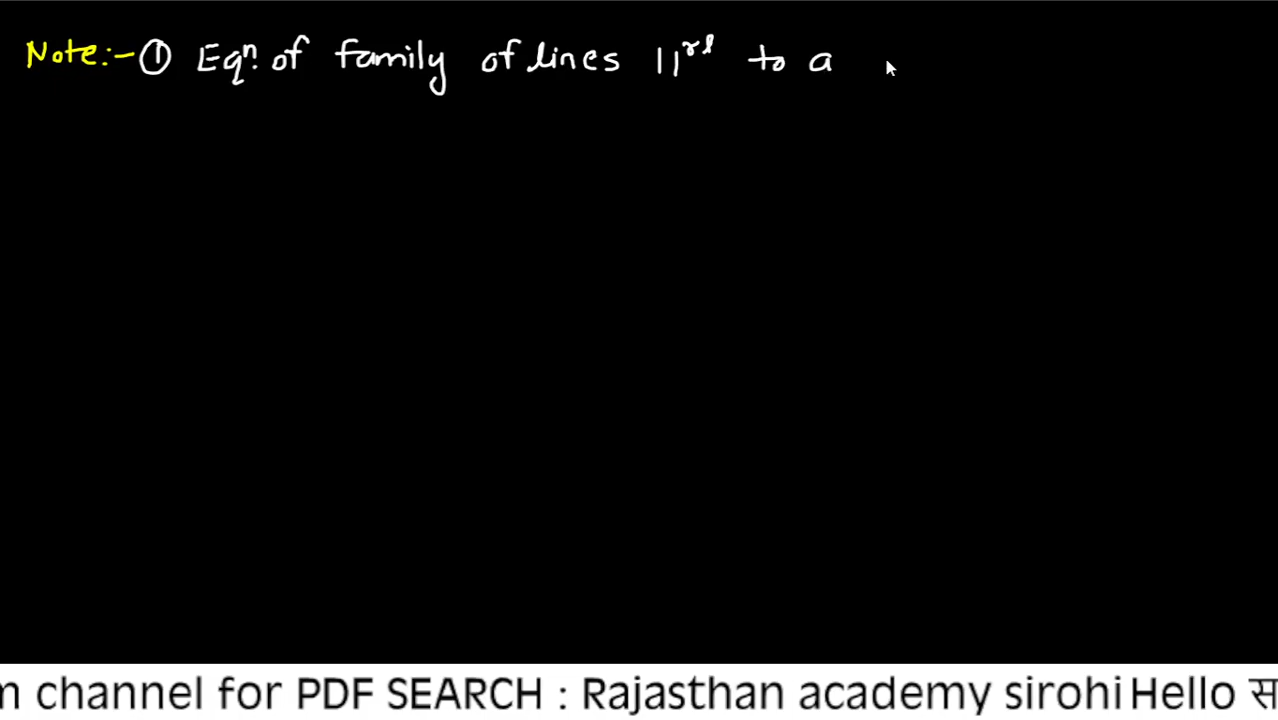 Note:- ① Eqⁿ. of family of lines ||ʳˡ to a
m channel for PDF SEARCH : Rajasthan academy sirohi Hello स